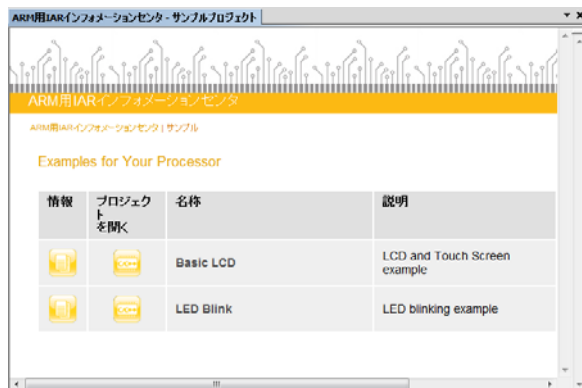 ARM用IARインフォメーションセンタ - サンプルプロジェクト
ARM用IARインフォメーションセンタ
ARM用IARインフォメーションセンタ | サンプル
Examples for Your Processor
情報 プロジェクトを開く 名称 説明
Basic LCD LCD and Touch Screen
example
LED Blink LED blinking example